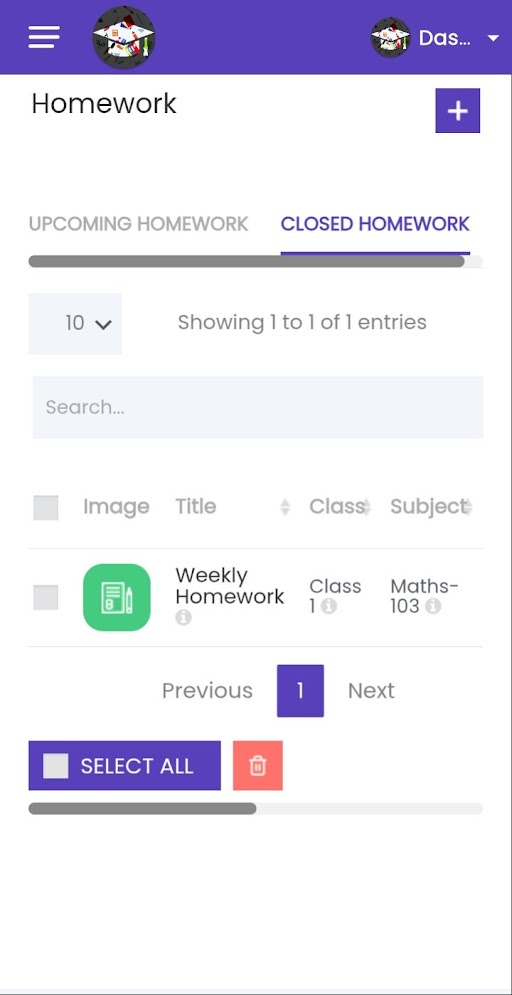 Das...
Homework
UPCOMING HOMEWORK CLOSED HOMEWORK
10 Showing 1 to 1 of 1 entries
Search...
Image Title Class Subject
Weekly Homework Class 1 Maths-103
Previous 1 Next
SELECT ALL